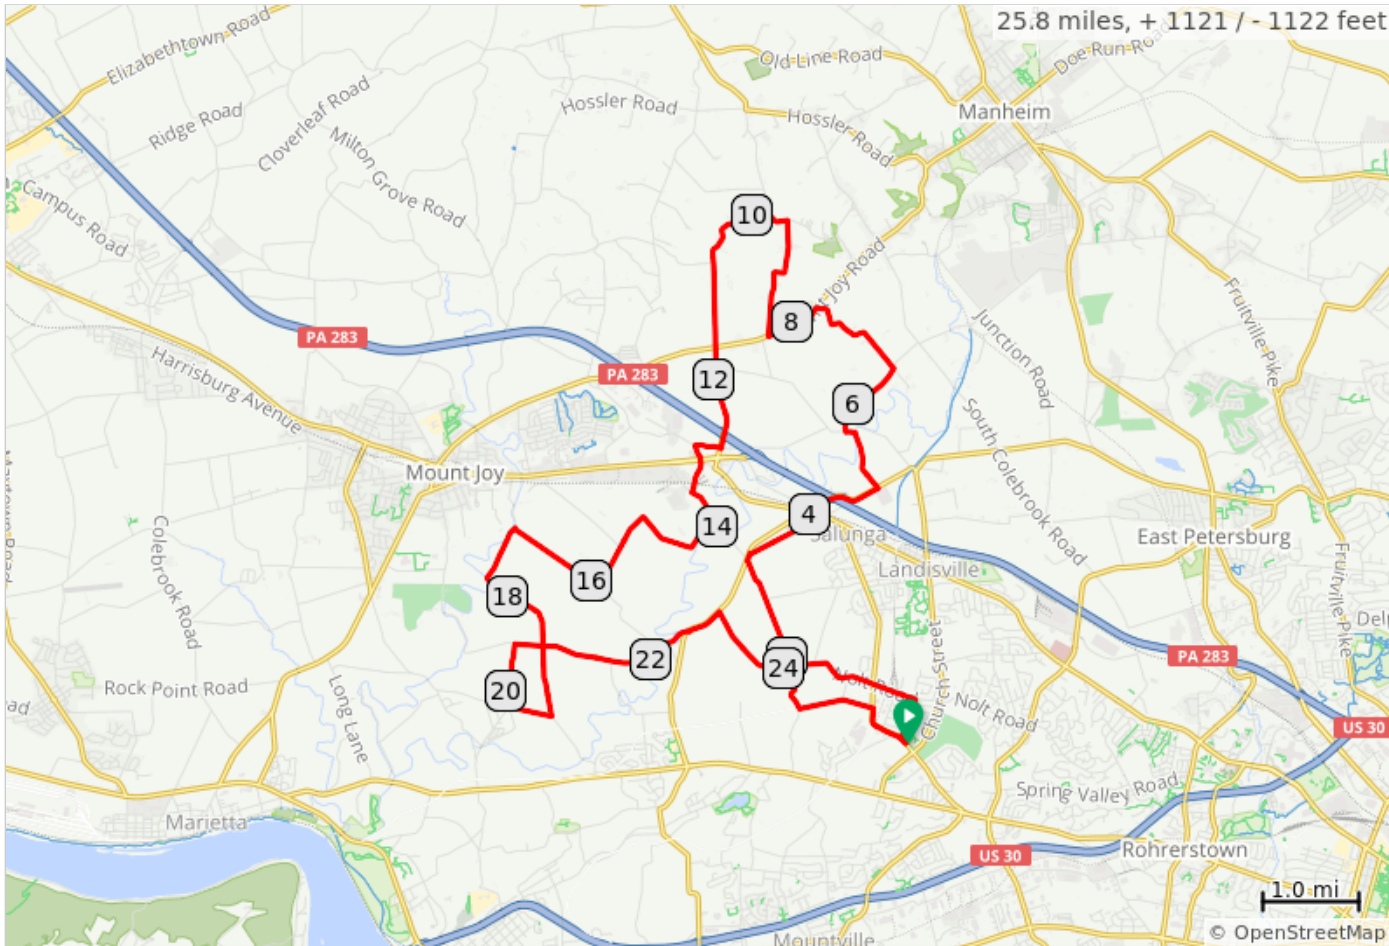 25.8 miles, + 1121 / - 1122 feet
Elizabethtown Road
Old Line Road
Doe Run Road
Hossler Road
Manheim
Ridge Road
Cloverleaf Road
Hossler Road
Milton Grove Road
Campus Road
10
Joy Road
Fruitville Pike
8
Junction Road
PA 283
Harrisburg Avenue
PA 283
12
6
South Colebrook Road
Mount Joy
4
14
Salunga
East Petersburg
Landisville
Colebrook Road
16
18
Fruitville Pike
Church Street
22
24
PA 283
Nolt Road
Nolt Road
Rock Point Road
20
Long Lane
US 30
Spring Valley Road
Marietta
US 30
Rohrerstown
1.0 mi
Mountville
© OpenStreetMap